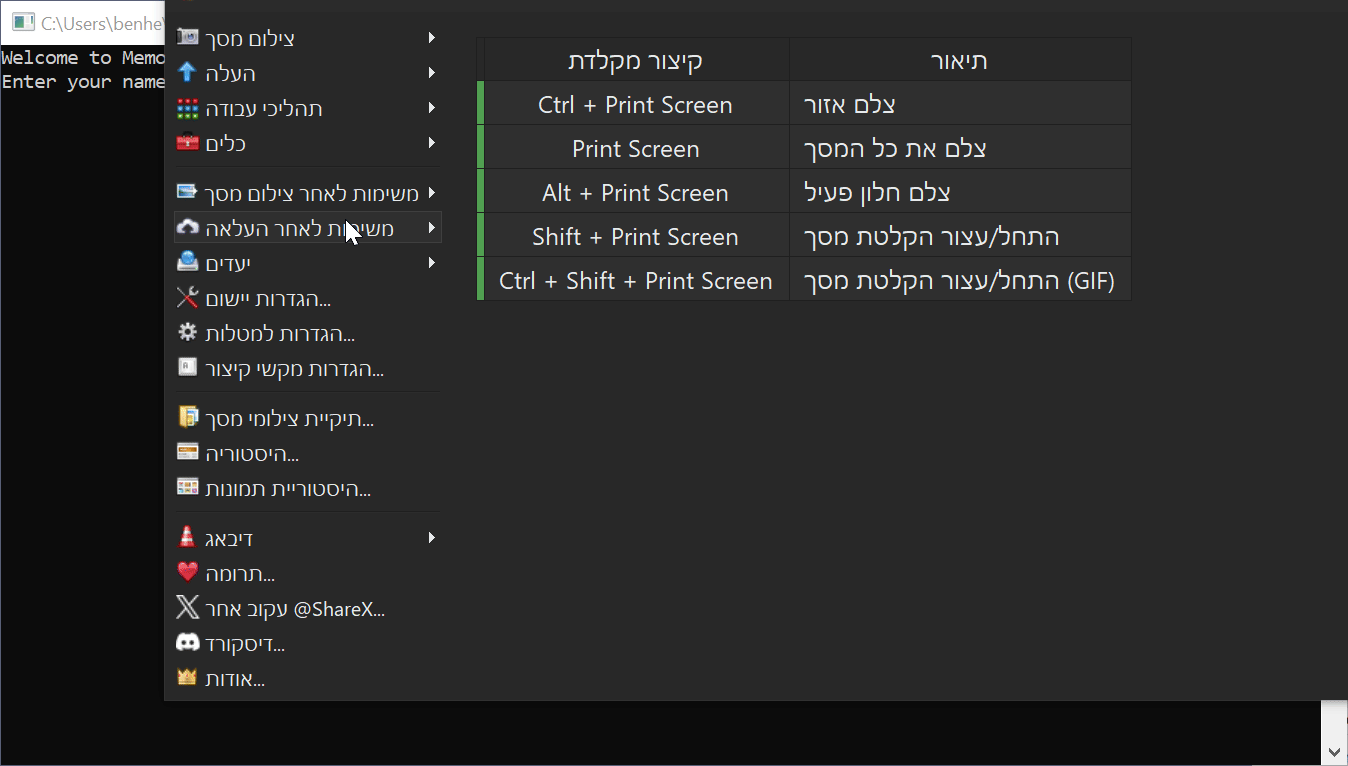 C:\Users\benhe\
Welcome to Memo
Enter your name
צילום מסך
העלה
תהליכי עבודה
כלים
משימות לאחר צילום מסך
משימות לאחר העלאה
יעדים
הגדרות יישום...
הגדרות למטלות...
הגדרות מקשי קיצור...
תיקיית צילומי מסך...
היסטוריה...
היסטוריית תמונות...
דיבאג
תרומה...
עקוב אחר @ShareX...
דיסקורד...
אודות...
קיצור מקלדת תיאור
Ctrl + Print Screen צלם אזור
Print Screen צלם את כל המסך
Alt + Print Screen צלם חלון פעיל
Shift + Print Screen התחל/עצור הקלטת מסך
Ctrl + Shift + Print Screen התחל/עצור הקלטת מסך (GIF)